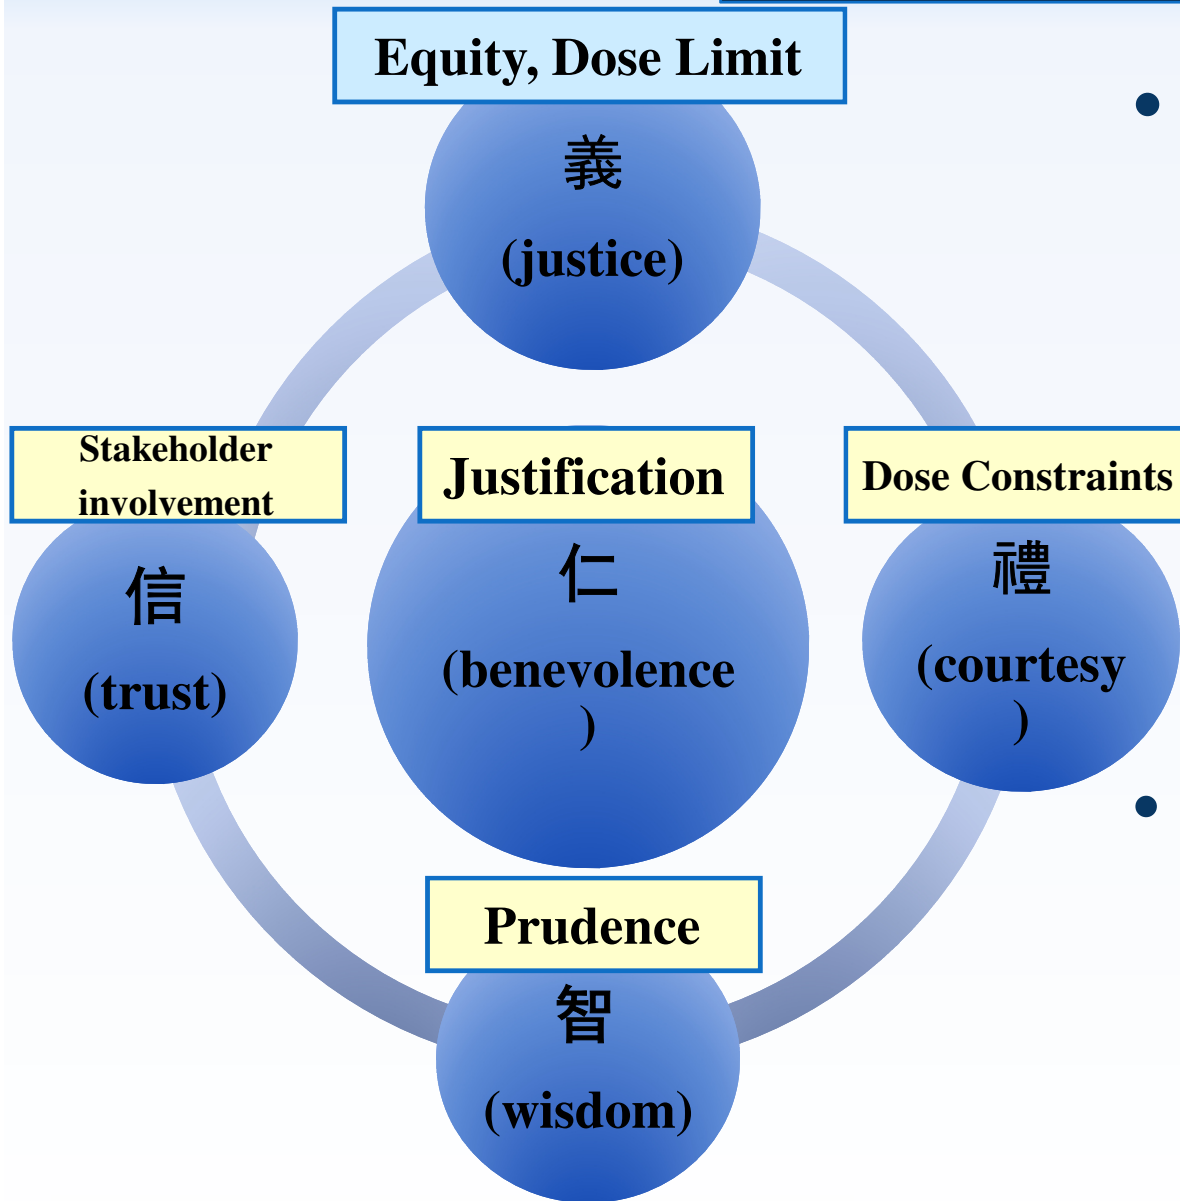 Equity, Dose Limit
義
(justice)
Stakeholder
involvement
信
(trust)
Justification
仁
(benevolence
)
Dose Constraints
禮
(courtesy
)
Prudence
智
(wisdom)